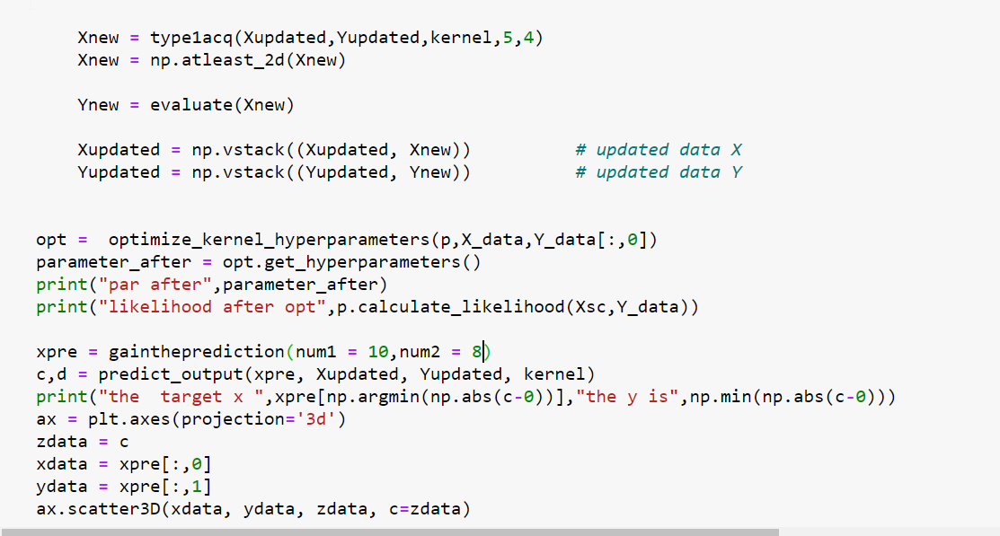 Xnew = type1acq(Xupdated,Yupdated,kernel,5,4)
Xnew = np.atleast_2d(Xnew)
Ynew = evaluate(Xnew)
Xupdated = np.vstack((Xupdated, Xnew))          # updated data X
Yupdated = np.vstack((Yupdated, Ynew))          # updated data Y
opt =  optimize_kernel_hyperparameters(p,X_data,Y_data[:,0])
parameter_after = opt.get_hyperparameters()
print("par after",parameter_after)
print("likelihood after opt",p.calculate_likelihood(Xsc,Y_data))
xpre = gaintheprediction(num1 = 10,num2 = 8)
c,d = predict_output(xpre, Xupdated, Yupdated, kernel)
print("the  target x ",xpre[np.argmin(np.abs(c-0))],"the y is",np.min(np.abs(c-0)))
ax = plt.axes(projection='3d')
zdata = c
xdata = xpre[:,0]
ydata = xpre[:,1]
ax.scatter3D(xdata, ydata, zdata, c=zdata)